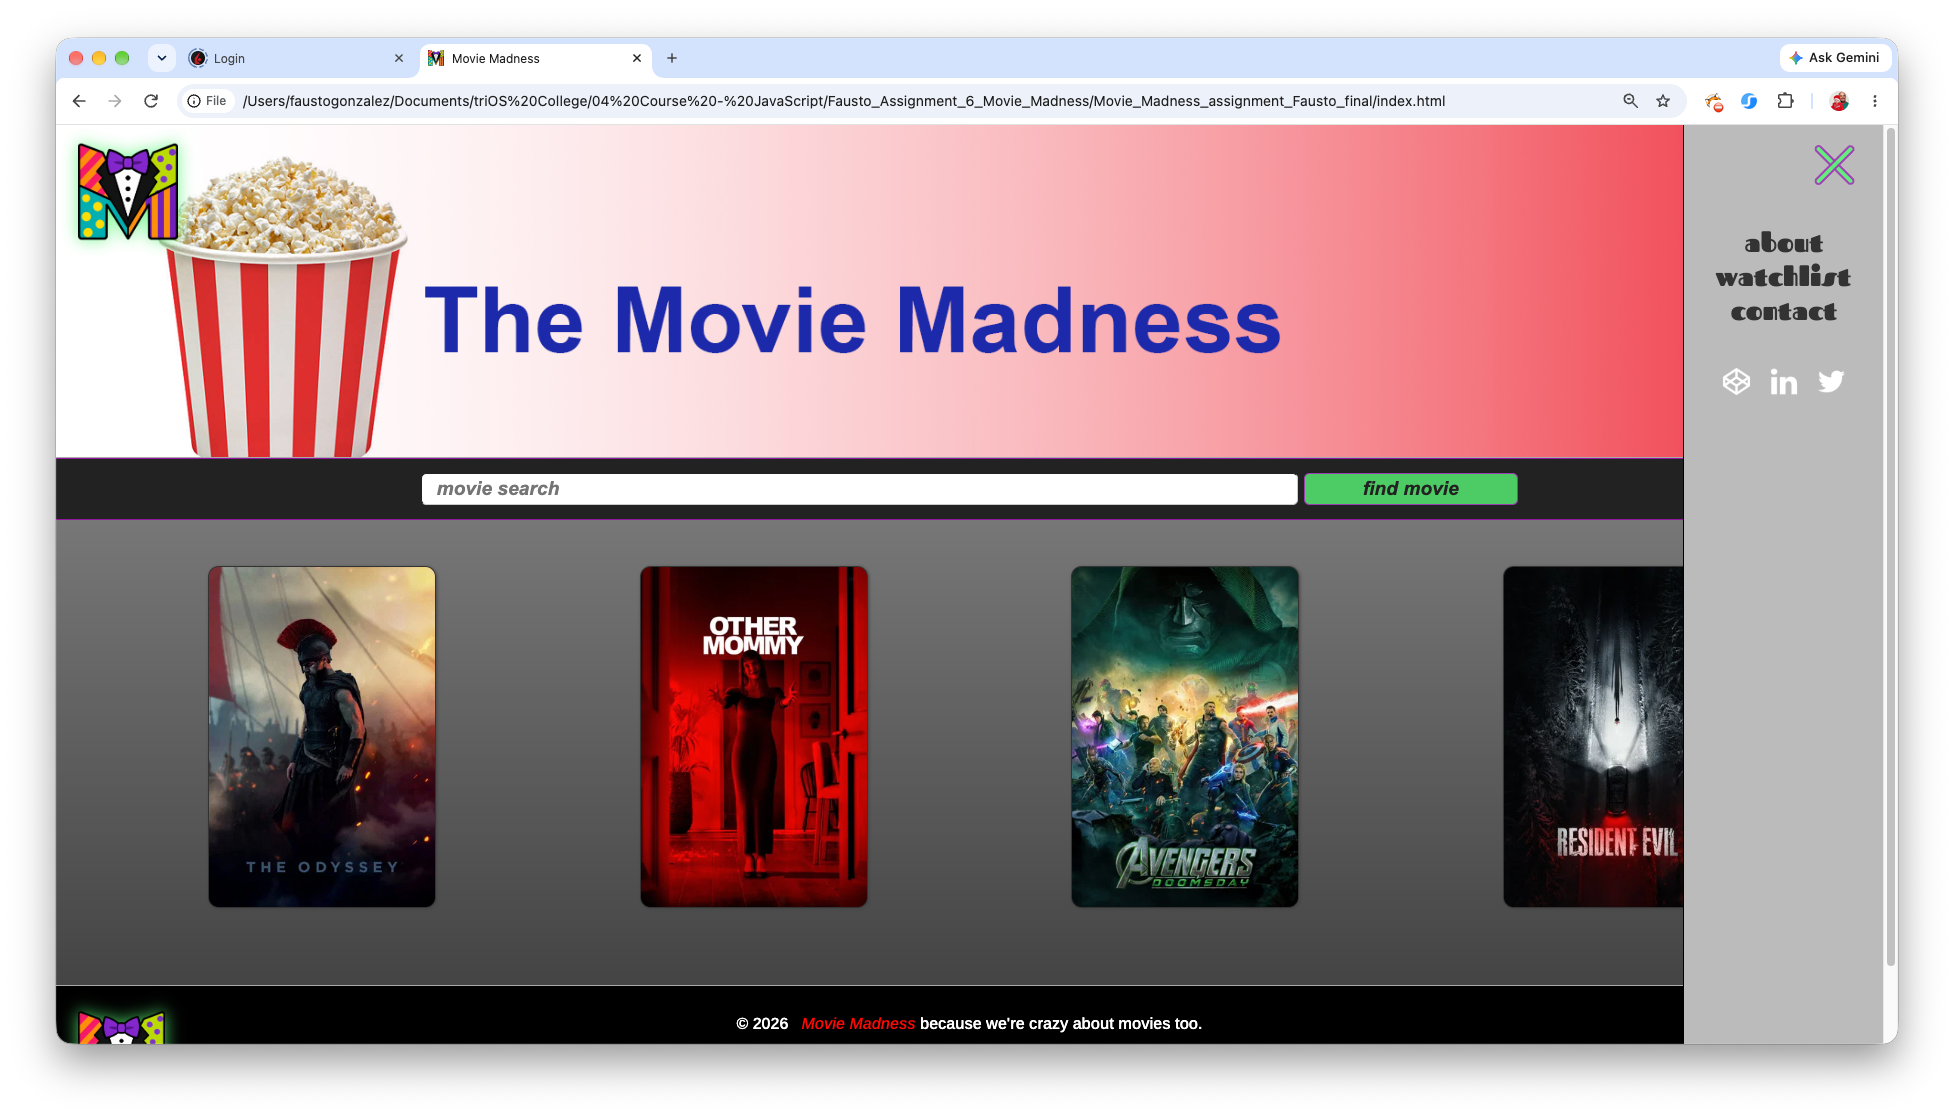 Login
Movie Madness
Ask Gemini
File
/Users/faustogonzalez/Documents/triOS%20College/04%20Course%20-%20JavaScript/Fausto_Assignment_6_Movie_Madness/Movie_Madness_assignment_Fausto_final/index.html
M
The Movie Madness
about
watchlist
contact
in
movie search
find movie
OTHER
MOMMY
THE ODYSSEY
AVENGERS
DOOMSDAY
RESIDENT EVIL
© 2026 Movie Madness because we're crazy about movies too.